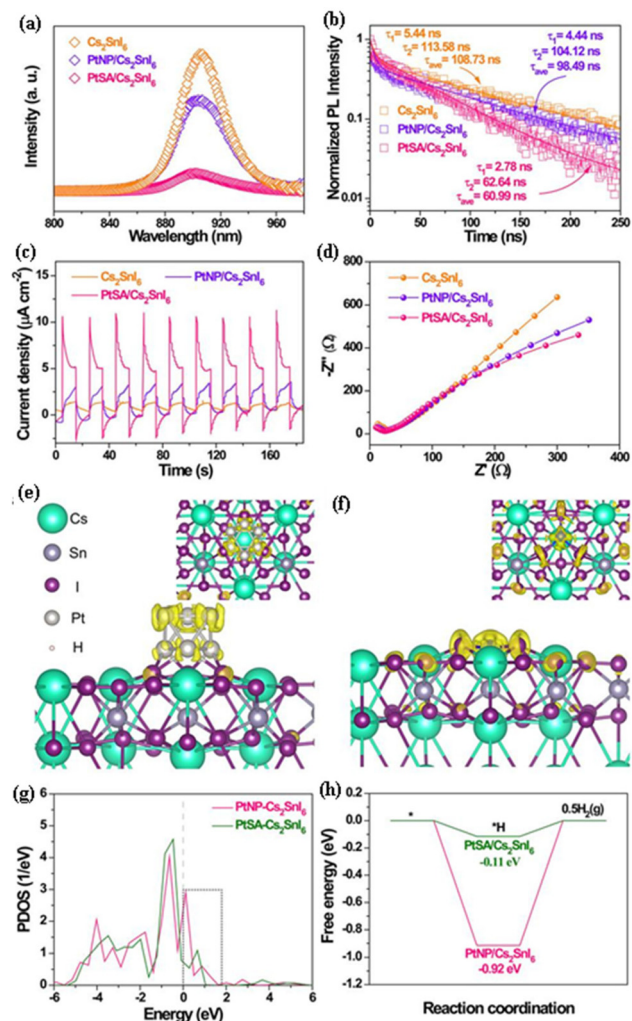 (a)
Cs₂SnI₆
PtNP/Cs₂SnI₆
PtSA/Cs₂SnI₆
Intensity (a. u.)
800 840 880 920 960
Wavelength (nm)
(b)
τ₁= 5.44 ns
τ₂= 113.58 ns
τave= 108.73 ns
τ₁= 4.44 ns
τ₂= 104.12 ns
τave= 98.49 ns
Cs₂SnI₆
PtNP/Cs₂SnI₆
PtSA/Cs₂SnI₆
τ₁= 2.78 ns
τ₂= 62.64 ns
τave= 60.99 ns
Normalized PL Intensity
1
0.1
0.01
0 50 100 150 200 250
Time (ns)
(c)
Cs₂SnI₆
PtNP/Cs₂SnI₆
PtSA/Cs₂SnI₆
Current density (μA cm⁻²)
15
10
5
0
0 40 80 120 160
Time (s)
(d)
Cs₂SnI₆
PtNP/Cs₂SnI₆
PtSA/Cs₂SnI₆
-Z'' (Ω)
-800
-600
-400
-200
0
0 100 200 300 400
Z' (Ω)
(e)
Cs
Sn
I
Pt
H
(f)
(g)
PtNP-Cs₂SnI₆
PtSA-Cs₂SnI₆
PDOS (1/eV)
6
5
4
3
2
1
0
-6 -4 -2 0 2 4 6
Energy (eV)
(h)
*
*H
0.5H₂(g)
PtSA/Cs₂SnI₆
-0.11 eV
PtNP/Cs₂SnI₆
-0.92 eV
Free energy (eV)
0.2
0.0
-0.2
-0.4
-0.6
-0.8
-1.0
-1.2
Reaction coordination